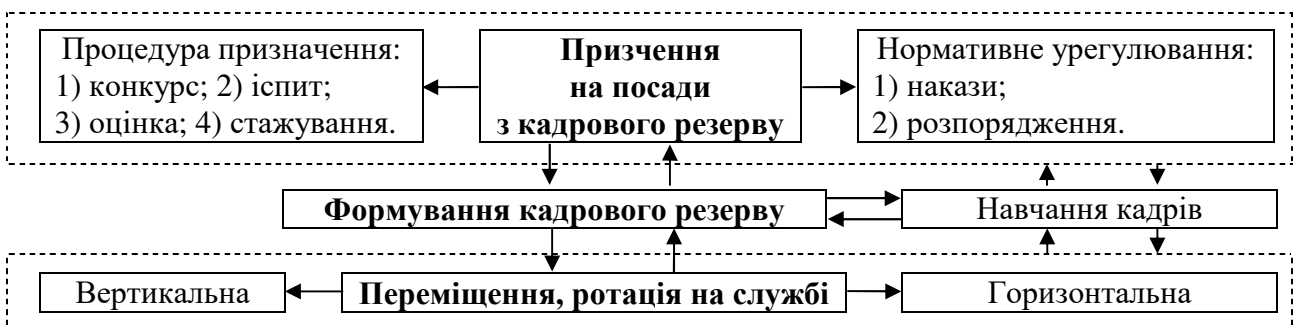 Процедура призначення:
1) конкурс; 2) іспит;
3) оцінка; 4) стажування.
Призчення
на посади
з кадрового резерву
Нормативне урегулювання:
1) накази;
2) розпорядження.
Формування кадрового резерву
Навчання кадрів
Вертикальна
Переміщення, ротація на службі
Горизонтальна